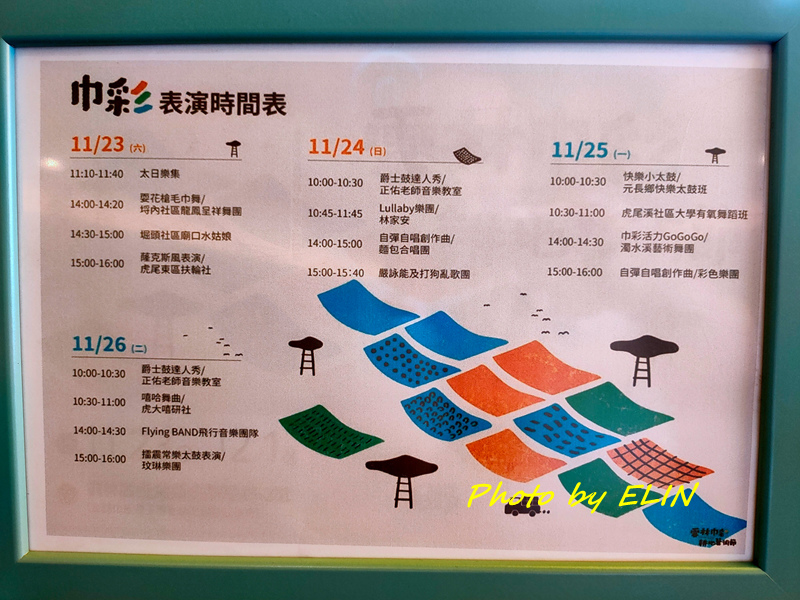 巾彩 表演時間表
11/23 (六)
11:10-11:40 太日樂集
14:00-14:20 耍花槍毛巾舞/
埒內社區龍鳳呈祥舞團
14:30-15:00 堀頭社區廟口水姑娘
15:00-16:00 薩克斯風表演/
虎尾東區扶輪社
11/24 (日)
10:00-10:30 爵士鼓達人秀/
正佑老師音樂教室
10:45-11:45 Lullaby樂團/
林家安
14:00-15:00 自彈自唱創作曲/
麵包合唱團
15:00-15:40 嚴詠能及打狗亂歌團
11/25 (一)
10:00-10:30 快樂小太鼓/
元長鄉快樂太鼓班
10:30-11:00 虎尾溪社區大學有氧舞蹈班
14:00-14:30 巾彩活力GoGoGo/
濁水溪藝術舞團
15:00-16:00 自彈自唱創作曲/彩色樂團
11/26 (二)
10:00-10:30 爵士鼓達人秀/
正佑老師音樂教室
10:30-11:00 嘻哈舞曲/
虎大嘻研社
14:00-14:30 Flying BAND飛行音樂團隊
15:00-16:00 擂震常樂太鼓表演/
玟琳樂團
Photo by ELIN
雲林巾彩